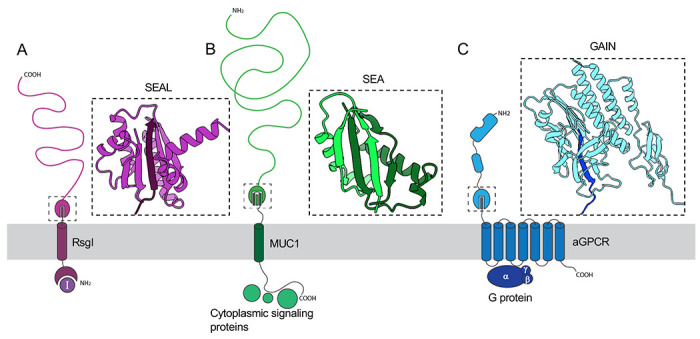 A
COOH
SEAL
RsgI
I
NH₂
B
NH₂
SEA
MUC1
COOH
Cytoplasmic signaling
proteins
C
GAIN
NH2
aGPCR
COOH
α
γ
β
G protein